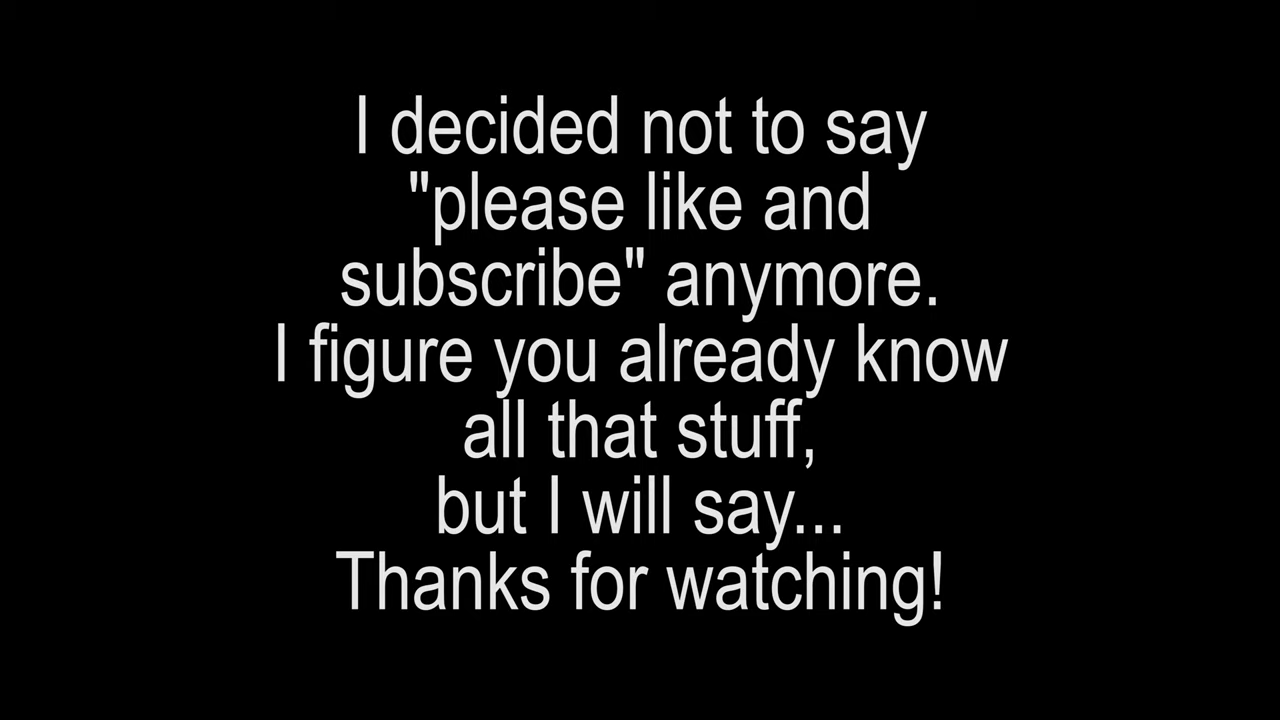 I decided not to say
"please like and
subscribe" anymore.
I figure you already know
all that stuff,
but I will say...
Thanks for watching!